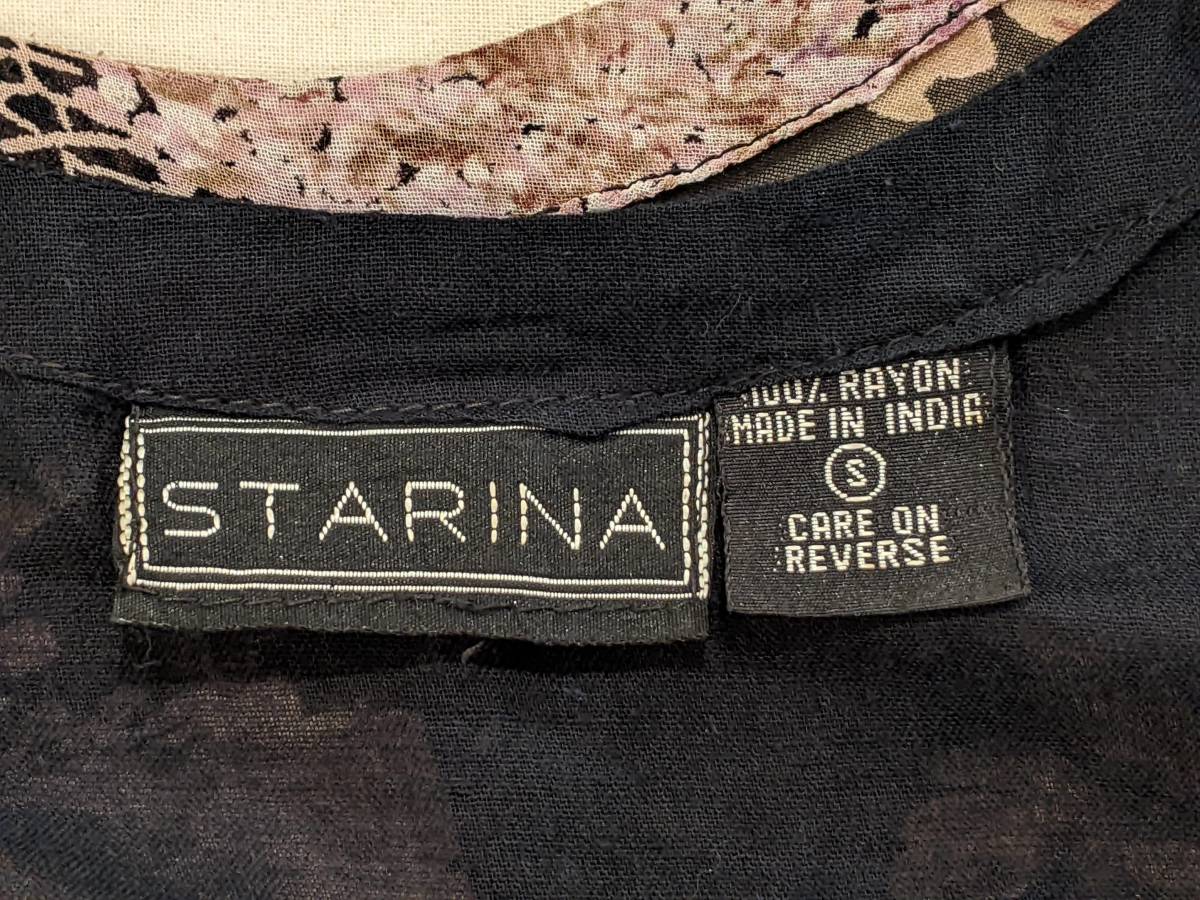 STARINA
100% RAYON
MADE IN INDIA
S
CARE ON
REVERSE